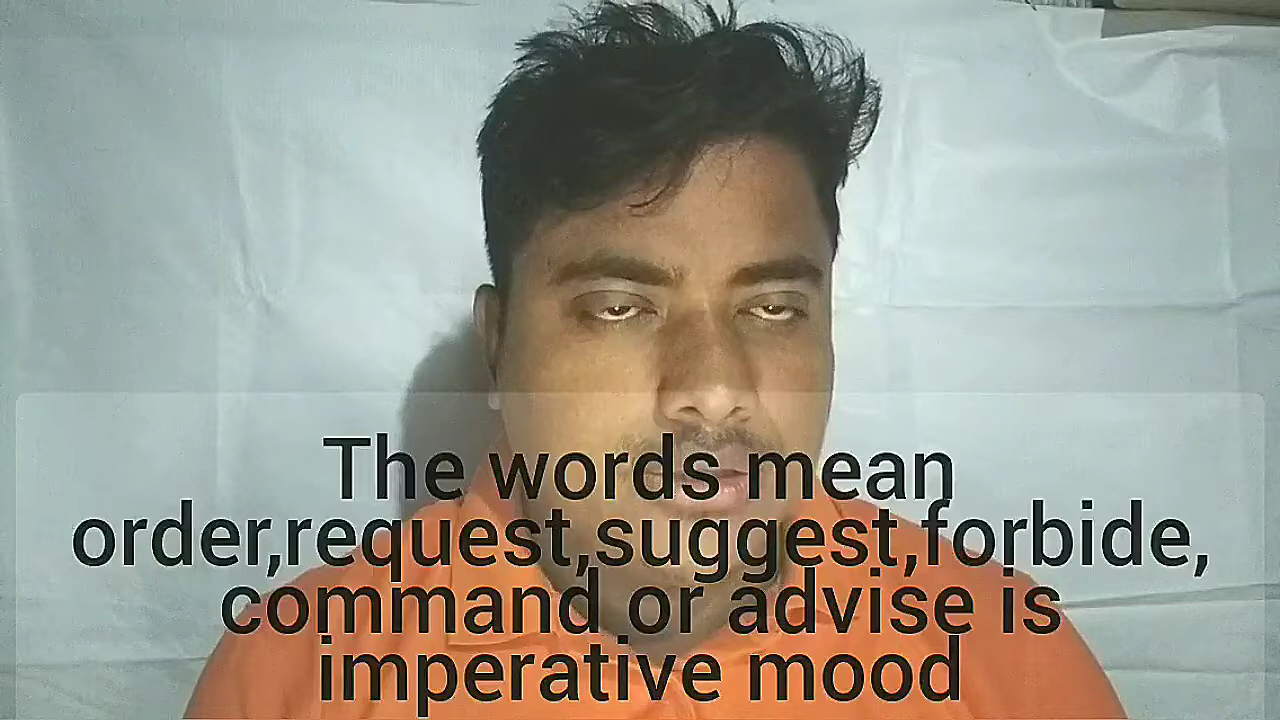 The words mean
order,request,suggest,forbide,
command or advise is
imperative mood